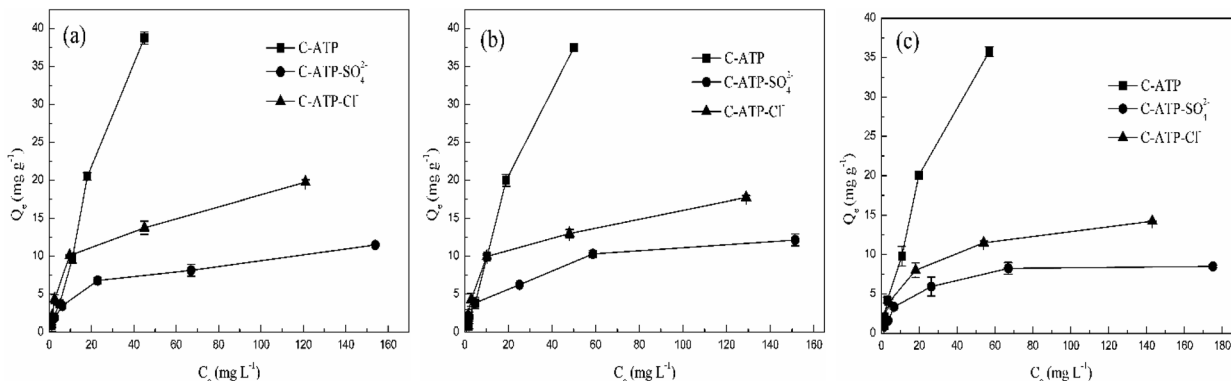 (a)
C-ATP
C-ATP-SO₄²⁻
C-ATP-Cl⁻
40
35
30
25
20
15
10
5
0
Qₑ (mg g⁻¹)
0 20 40 60 80 100 120 140 160
Cₑ (mg L⁻¹)
(b)
C-ATP
C-ATP-SO₄²⁻
C-ATP-Cl⁻
40
35
30
25
20
15
10
5
0
Qₑ (mg g⁻¹)
0 20 40 60 80 100 120 140 160
Cₑ (mg L⁻¹)
(c)
C-ATP
C-ATP-SO₄²⁻
C-ATP-Cl⁻
40
35
30
25
20
15
10
5
0
Qₑ (mg g⁻¹)
0 20 40 60 80 100 120 140 160 180
Cₑ (mg L⁻¹)